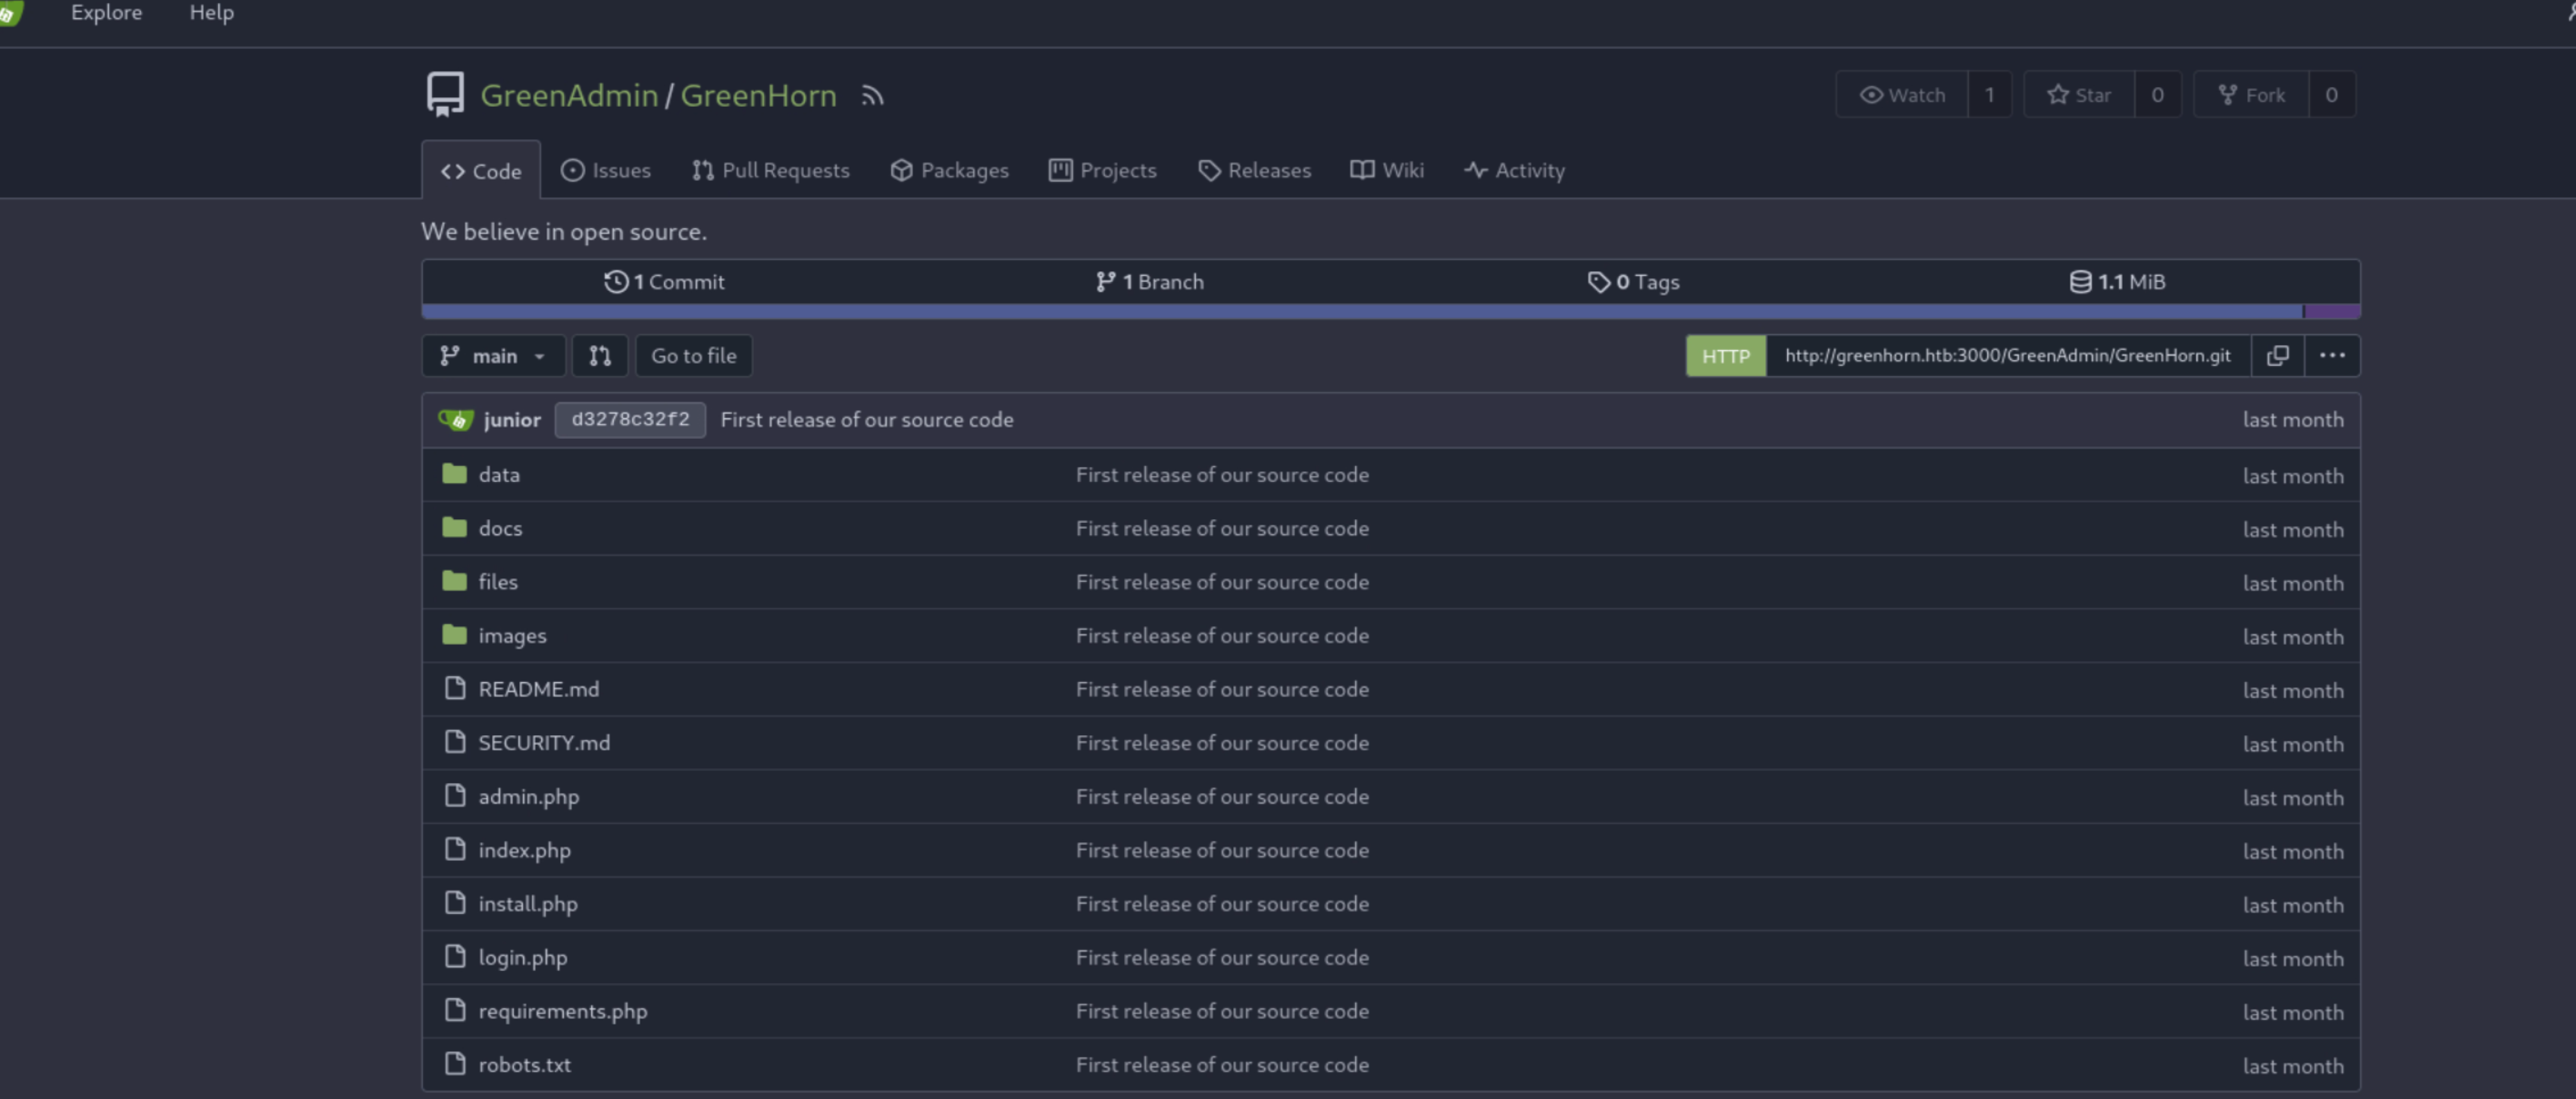 Explore Help
GreenAdmin / GreenHorn Watch 1 Star 0 Fork 0
Code Issues Pull Requests Packages Projects Releases Wiki Activity
We believe in open source.
1 Commit 1 Branch 0 Tags 1.1 MiB
main Go to file HTTP http://greenhorn.htb:3000/GreenAdmin/GreenHorn.git ...
junior d3278c32f2 First release of our source code last month
data First release of our source code last month
docs First release of our source code last month
files First release of our source code last month
images First release of our source code last month
README.md First release of our source code last month
SECURITY.md First release of our source code last month
admin.php First release of our source code last month
index.php First release of our source code last month
install.php First release of our source code last month
login.php First release of our source code last month
requirements.php First release of our source code last month
robots.txt First release of our source code last month